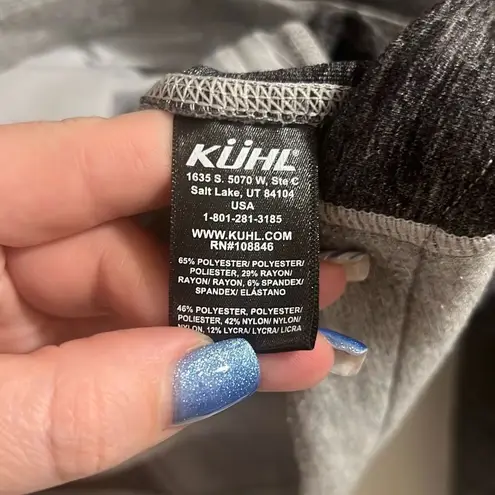 KÜHL
1635 S. 5070 W, Ste C
Salt Lake, UT 84104
USA
1-801-281-3185
WWW.KUHL.COM
RN#108846
65% POLYESTER/ POLYESTER/
POLIESTER, 29% RAYON/
RAYON/ RAYON, 6% SPANDEX/
SPANDEX/ ELÁSTANO
46% POLYESTER, POLYESTER/
POLIESTER, 42% NYLON/ NYLON/
NYLON, 12% LYCRA/ LYCRA/ LICRA